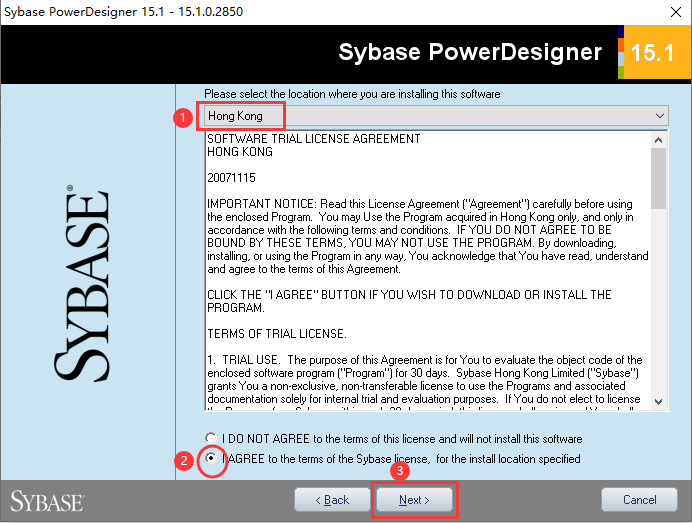 Sybase PowerDesigner 15.1 - 15.1.0.2850
Sybase PowerDesigner 15.1
Please select the location where you are installing this software
1 Hong Kong
SOFTWARE TRIAL LICENSE AGREEMENT
HONG KONG
20071115
IMPORTANT NOTICE: Read this License Agreement ("Agreement") carefully before using
the enclosed Program. You may Use the Program acquired in Hong Kong only, and only in
accordance with the following terms and conditions. IF YOU DO NOT AGREE TO BE
BOUND BY THESE TERMS, YOU MAY NOT USE THE PROGRAM. By downloading,
installing, or using the Program in any way, You acknowledge that You have read, understand
and agree to the terms of this Agreement.
CLICK THE "I AGREE" BUTTON IF YOU WISH TO DOWNLOAD OR INSTALL THE
PROGRAM.
TERMS OF TRIAL LICENSE.
1. TRIAL USE. The purpose of this Agreement is for You to evaluate the object code of the
enclosed software program ("Program") for 30 days. Sybase Hong Kong Limited ("Sybase")
grants You a non-exclusive, non-transferable license to use the Programs and associated
documentation solely for internal trial and evaluation purposes. If You do not elect to license
SYBASE®
I DO NOT AGREE to the terms of this license and will not install this software
2 I AGREE to the terms of the Sybase license, for the install location specified
3
SYBASE
< Back Next > Cancel